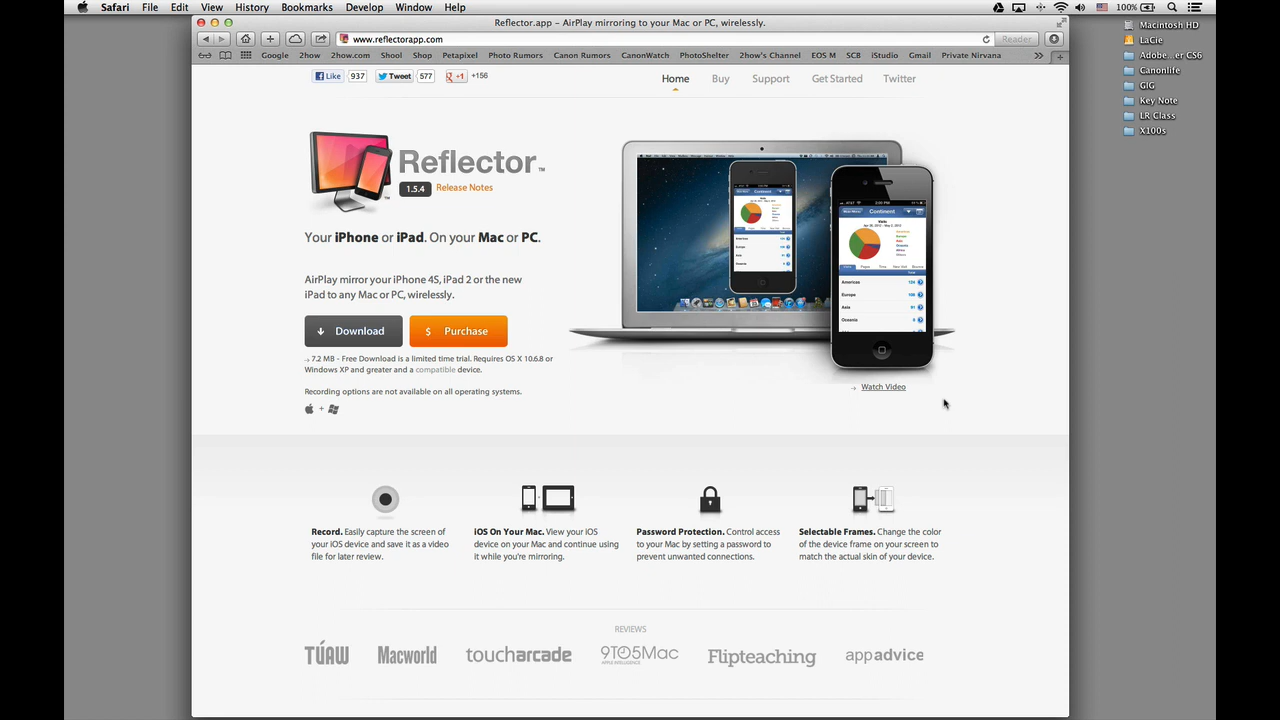 Safari File Edit View History Bookmarks Develop Window Help
100%
Reflector.app - AirPlay mirroring to your Mac or PC, wirelessly.
www.reflectorapp.com
Reader
Google 2how 2how.com Shool Shop Petapixel Photo Rumors Canon Rumors CanonWatch PhotoShelter 2how's Channel EOS M SCB iStudio Gmail Private Nirvana
Macintosh HD
LaCie
Adobe...er CS6
Canonlife
GIG
Key Note
LR Class
X100s
Like 937 Tweet 577 +1 +156
Home Buy Support Get Started Twitter
Reflector™
1.5.4 Release Notes
Your iPhone or iPad. On your Mac or PC.
AirPlay mirror your iPhone 4S, iPad 2 or the new
iPad to any Mac or PC, wirelessly.
Download
$ Purchase
7.2 MB - Free Download is a limited time trial. Requires OS X 10.6.8 or
Windows XP and greater and a compatible device.
Recording options are not available on all operating systems.
+
Continent
Continent
Visits
Americas
Europe
Asia
Oceania
Watch Video
Record. Easily capture the screen of
your iOS device and save it as a video
file for later review.
iOS On Your Mac. View your iOS
device on your Mac and continue using
it while you're mirroring.
Password Protection. Control access
to your Mac by setting a password to
prevent unwanted connections.
Selectable Frames. Change the color
of the device frame on your screen to
match the actual skin of your device.
REVIEWS
TÚAW Macworld toucharcade 9TO5Mac Flipteaching appadvice
APPLE INTELLIGENCE